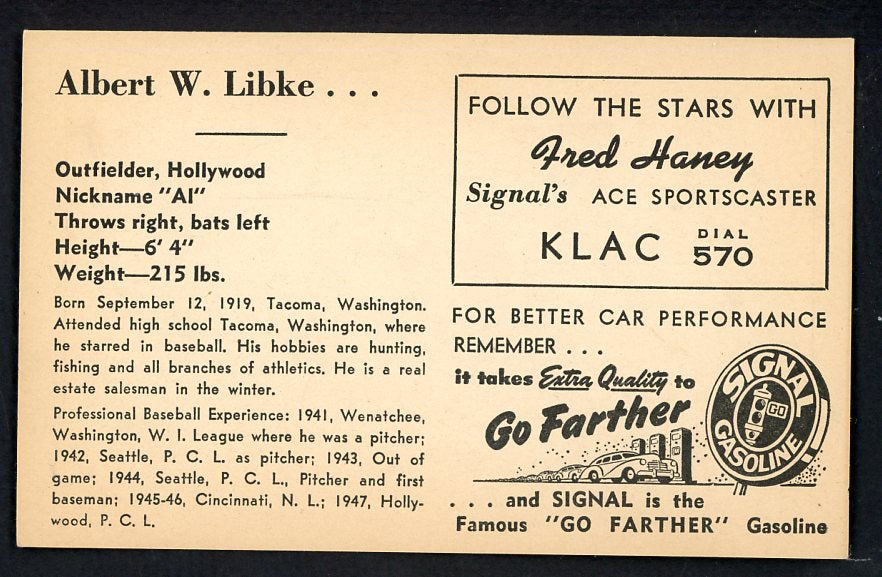 Albert W. Libke . . .
Outfielder, Hollywood
Nickname "Al"
Throws right, bats left
Height—6' 4"
Weight—215 lbs.
Born September 12, 1919, Tacoma, Washington.
Attended high school Tacoma, Washington, where
he starred in baseball. His hobbies are hunting,
fishing and all branches of athletics. He is a real
estate salesman in the winter.
Professional Baseball Experience: 1941, Wenatchee,
Washington, W. I. League where he was a pitcher;
1942, Seattle, P. C. L. as pitcher; 1943, Out of
game; 1944, Seattle, P. C. L., Pitcher and first
baseman; 1945-46, Cincinnati, N. L.; 1947, Holly-
wood, P. C. L.
FOLLOW THE STARS WITH
Fred Haney
Signal's ACE SPORTSCASTER
KLAC DIAL 570
FOR BETTER CAR PERFORMANCE
REMEMBER . . .
it takes Extra Quality to
Go Farther
SIGNAL
GO
GASOLINE
. . . and SIGNAL is the
Famous "GO FARTHER" Gasoline